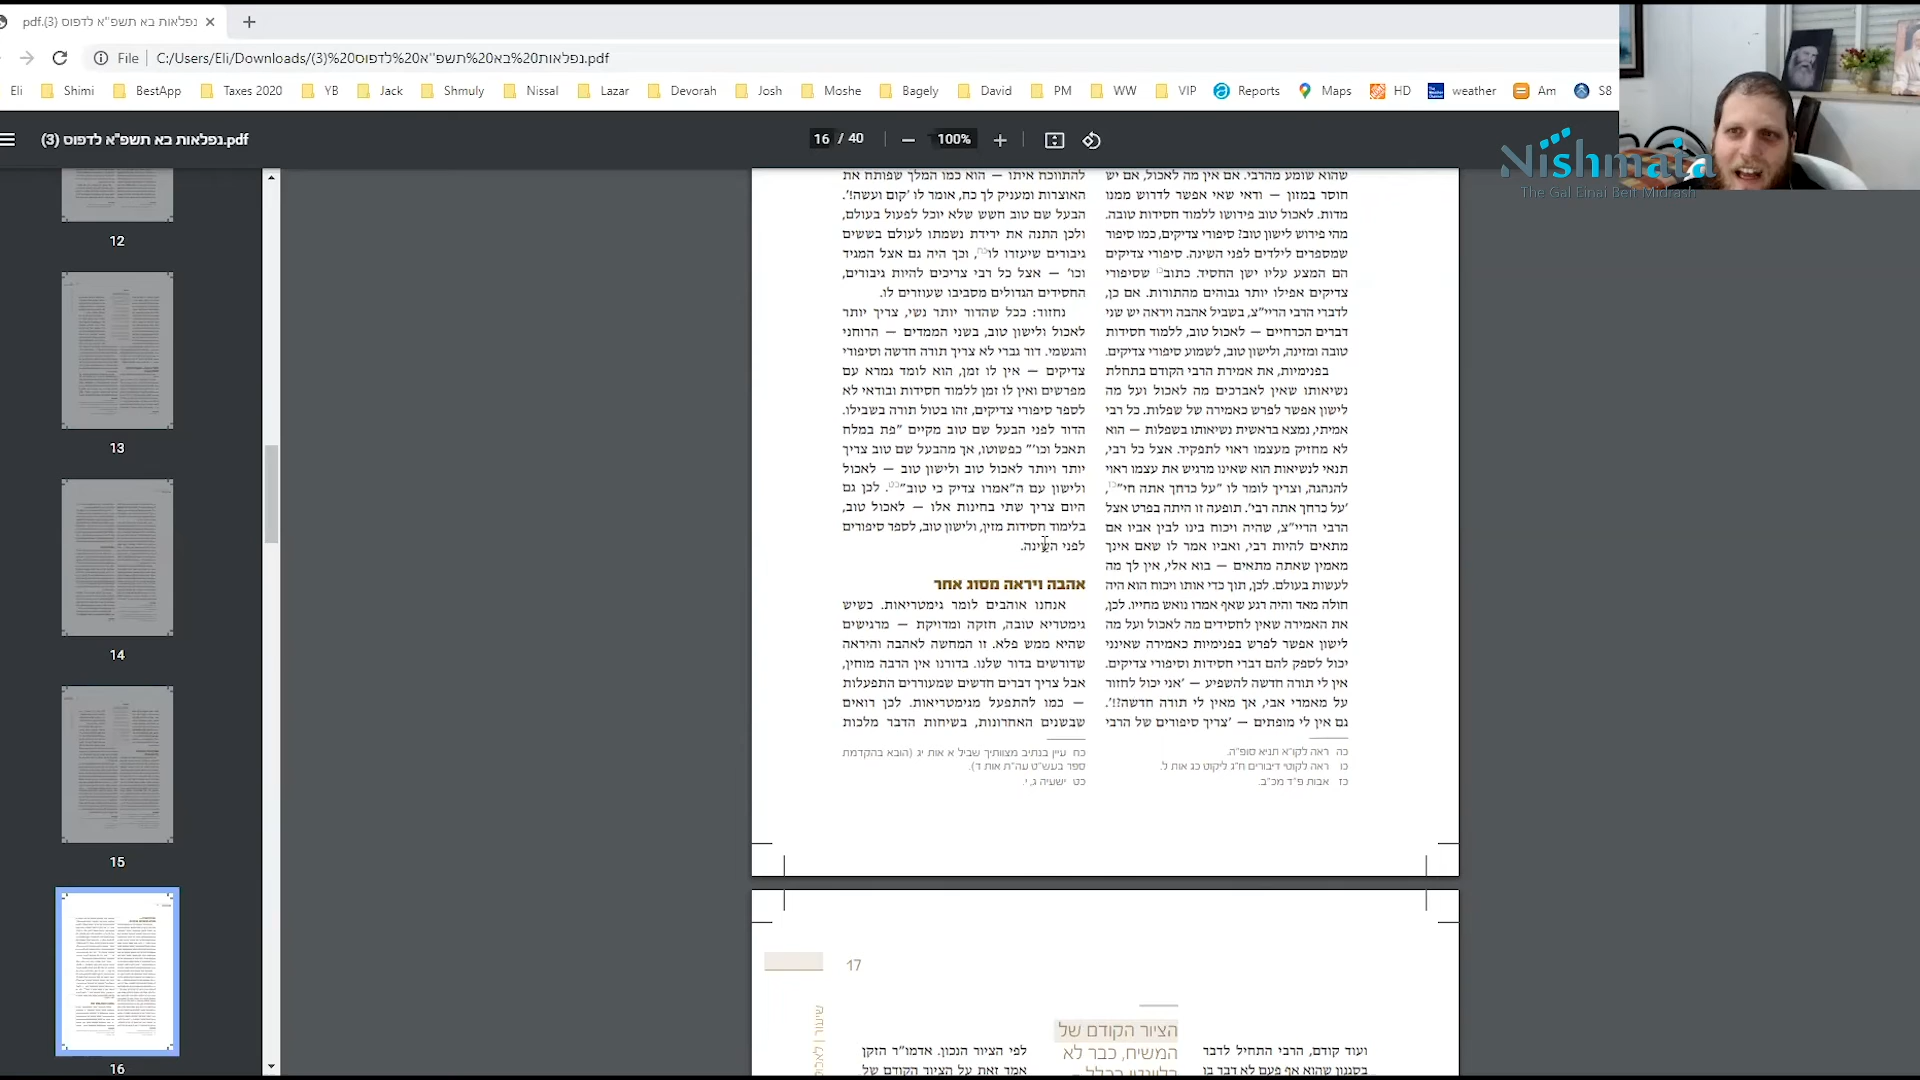 נפלאות בא תשפ"א לדפוס (3).pdf
File
C:/Users/Eli/Downloads/(3)%20נפלאות%20בא%20תשפ''א%20לדפוס.pdf
Eli Shimi BestApp Taxes 2020 YB Jack Shmuly Nissal Lazar Devorah Josh Moshe Bagely David PM WW VIP Reports Maps HD weather Am S8
נפלאות בא תשפ"א לדפוס (3).pdf
16 / 40
100%
Nishmata
The Gal Einai Beit Midrash
12
13
14
15
16
שהוא שומע מהרבי. אם אין מה לאכול, אם יש
חוסר במזון – ודאי שאי אפשר לדרוש ממנו
מדות. לאכול טוב פירושו ללמוד חסידות טובה.
מהי פירוש לישון טוב? סיפורי צדיקים, כמו סיפור
שמספרים לילדים לפני השינה. סיפורי צדיקים
הם המצע עליו ישן החסיד. כתובכו שסיפורי
צדיקים אפילו יותר גבוהים מהתורות. אם כן,
לדברי הרבי הריי"צ, בשביל אהבה ויראה יש שני
דברים הכרחיים – לאכול טוב, ללמוד חסידות
טובה ומזינה, ולישון טוב, לשמוע סיפורי צדיקים.
בפנימיות, את אמירת הרבי הקודם בתחלת
נשיאותו שאין לאברכים מה לאכול ועל מה
לישון אפשר לפרש כאמירה של שפלות. כל רבי
אמיתי, נמצא בראשית נשיאותו בשפלות – הוא
לא מחזיק מעצמו ראוי לתפקיד. אצל כל רבי,
תנאי לנשיאות הוא שאינו מרגיש את עצמו ראוי
להנהגה, וצריך לומר לו "על כרחך אתה חי"כז,
'על כרחך אתה רבי'. תופעה זו היתה בפרט אצל
הרבי הריי"צ, שהיה ויכוח בינו לבין אביו אם
מתאים להיות רבי, ואביו אמר לו שאם אינך
מאמין שאתה מתאים – בוא אלי, אין לך מה
לעשות בעולם. לכן, תוך כדי אותו ויכוח הוא היה
חולה מאד והיה רגע שאף אמרו נואש מחייו. לכן,
את האמירה שאין לחסידים מה לאכול ועל מה
לישון אפשר לפרש בפנימיות כאמירה שאינני
יכול לספק להם דברי חסידות וסיפורי צדיקים.
אין לי תורה חדשה להשפיע – 'אני יכול לחזור
על מאמרי אבי, אך מאין לי תורה חדשה?!'.
גם אין לי מופתים – 'צריך סיפורים של הרבי
כה ראה לקו"א תניא סופ"ה.
כו ראה לקוטי דיבורים ח"ג ליקוט כג אות ל.
כז אבות פ"ד מכ"ב.
להתווכח איתו – הוא כמו המלך שפותח את
האוצרות ומעניק לך כח, אומר לו 'קום ועשה!'.
הבעל שם טוב חשש שלא יוכל לפעול בעולם,
ולכן התנה את ירידת נשמתו לעולם בששים
גיבורים שיעזרו לוכח, וכך היה גם אצל המגיד
וכו' – אצל כל רבי צריכים להיות גיבורים,
החסידים הגדולים מסביבו שעוזרים לו.
נחזור: ככל שהדור יותר נשי, צריך יותר
לאכול ולישון טוב, בשני הממדים – הרוחני
והגשמי. דור גברי לא צריך תורה חדשה וסיפורי
צדיקים – אין לו זמן, הוא לומד גמרא עם
מפרשים ואין לו זמן ללמוד חסידות ובודאי לא
לספר סיפורי צדיקים, זהו בטול תורה בשבילו.
הדור לפני הבעל שם טוב מקיים "פת במלח
תאכל וכו'" כפשוטו, אך מהבעל שם טוב צריך
יותר ויותר לאכול טוב ולישון טוב – לאכול
ולישון עם ה"אמרו צדיק כי טוב"כט. לכן גם
היום צריך שתי בחינות אלו – לאכול טוב,
בלימוד חסידות מזין, ולישון טוב, לספר סיפורים
לפני השינה.
אהבה ויראה מסוג אחר
אנחנו אוהבים לומר גימטריאות. כשיש
גימטריא טובה, חזקה ומדויקת – מרגישים
שהיא ממש פלא. זו המחשה לאהבה והיראה
שדורשים בדור שלנו. בדורנו אין הרבה מוחין,
אבל צריך דברים חדשים שמעוררים התפעלות
– כמו להתפעל מגימטריאות. לכן רואים
שבשנים האחרונות, בשיחות הדבר מלכות
כח עיין בנתיב מצוותיך שביל א אות יג (הובא בהקדמת
ספר בעש"ט עה"ת אות ד).
כט ישעיה ג, י.
17
ועוד קודם, הרבי התחיל לדבר
בסגנון שהוא אף פעם לא דבר בו
הציור הקודם של
המשיח, כבר לא
לפי הציור הנכון. אדמו"ר הזקן
אמר זאת על הציור הקודם של
שיעור | לאכול